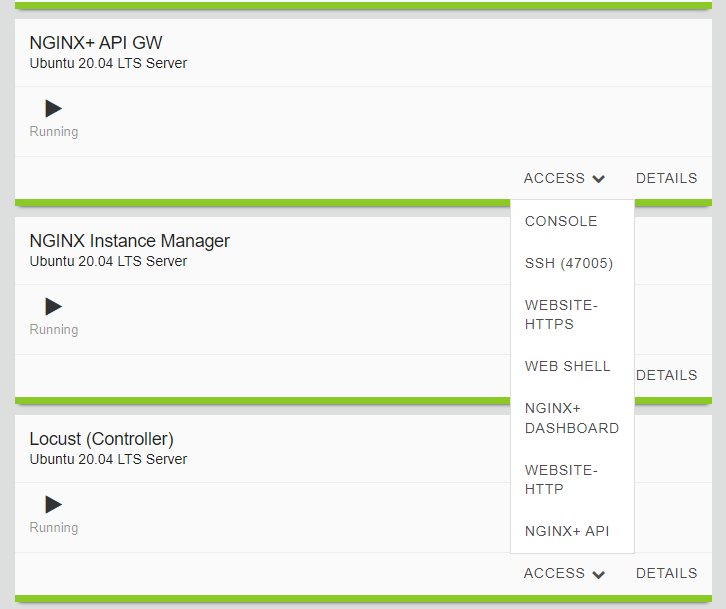 NGINX+ API GW
Ubuntu 20.04 LTS Server
Running
ACCESS DETAILS
CONSOLE
SSH (47005)
WEBSITE-
HTTPS
WEB SHELL
NGINX+
DASHBOARD
WEBSITE-
HTTP
NGINX+ API
NGINX Instance Manager
Ubuntu 20.04 LTS Server
Running
DETAILS
Locust (Controller)
Ubuntu 20.04 LTS Server
Running
ACCESS DETAILS